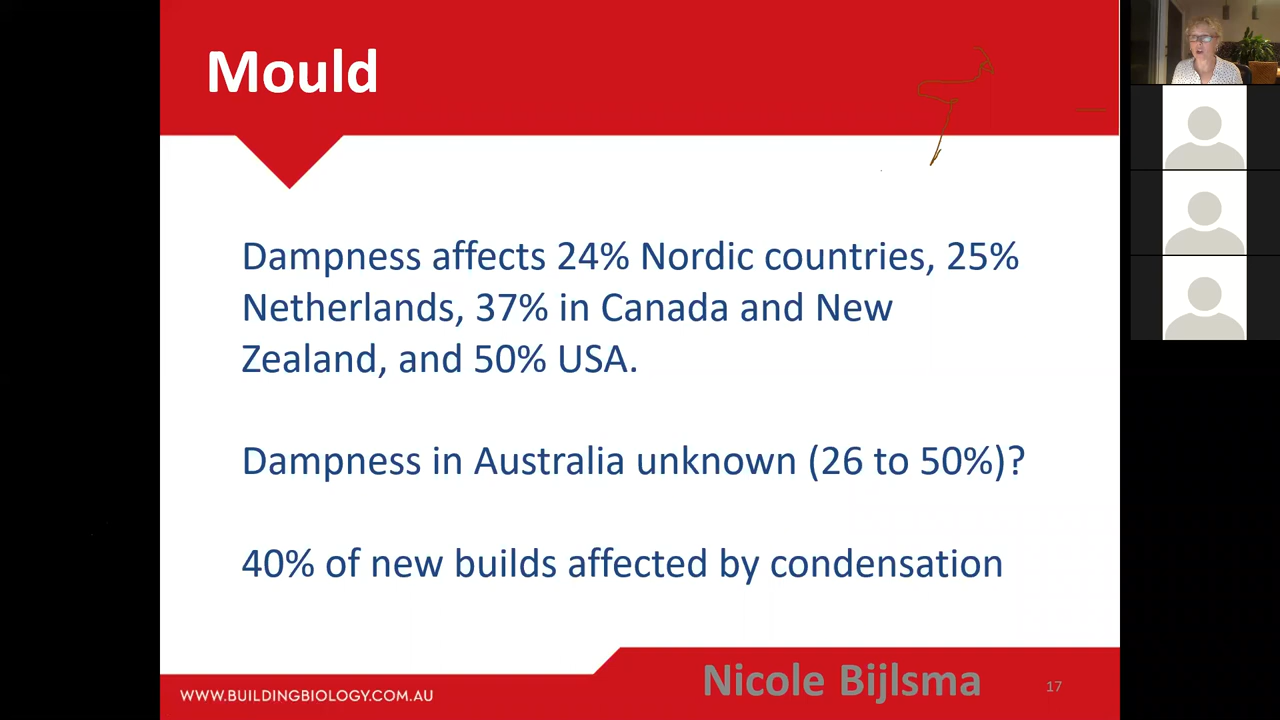 Mould
Dampness affects 24% Nordic countries, 25%
Netherlands, 37% in Canada and New
Zealand, and 50% USA.
Dampness in Australia unknown (26 to 50%)?
40% of new builds affected by condensation
WWW.BUILDINGBIOLOGY.COM.AU
Nicole Bijlsma
17